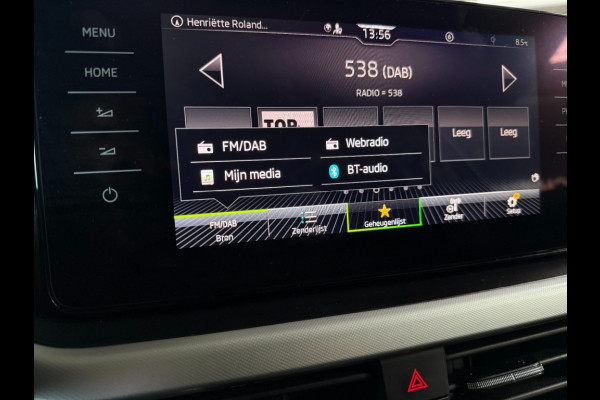 MENU
HOME
Henriëtte Roland...
13:56
8.5°C
538 (DAB)
RADIO = 538
TOP
Leeg
Leeg
FM/DAB
Webradio
Mijn media
BT-audio
FM/DAB
Bron
Zenderlijst
Geheugenlijst
Zender
Setup